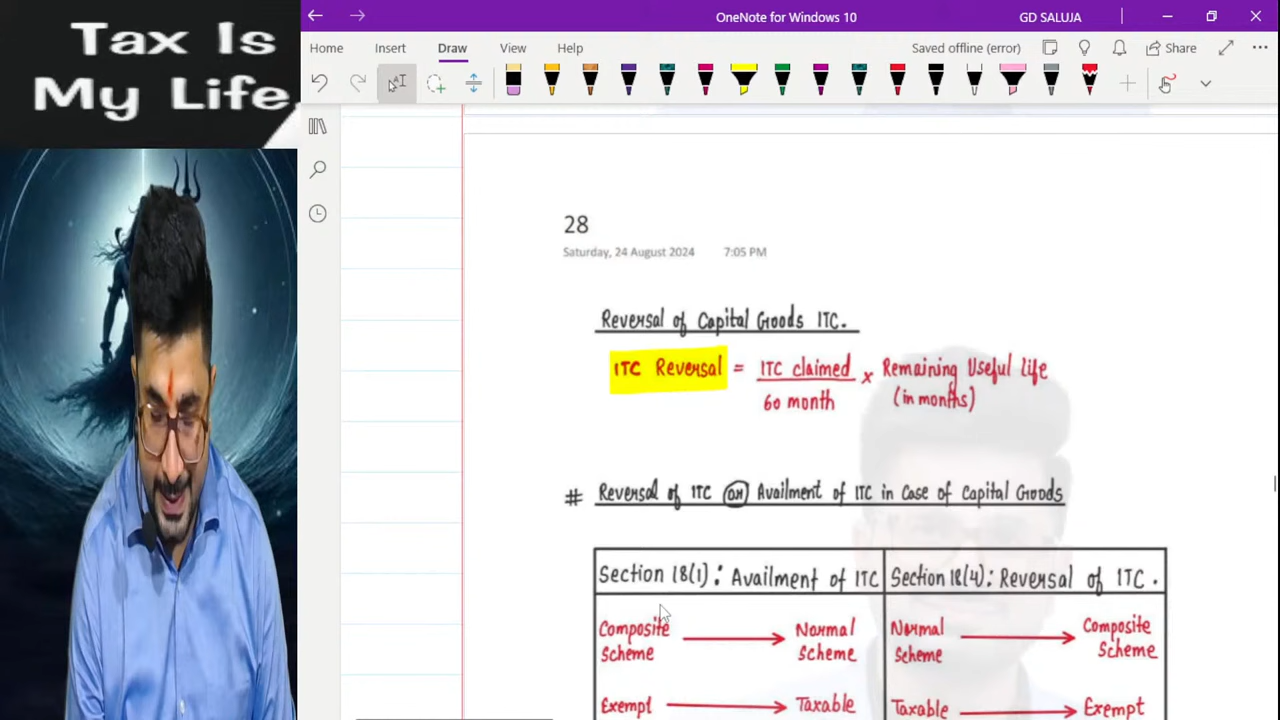 Tax Is
My Life
OneNote for Windows 10
GD SALUJA
Home Insert Draw View Help
Saved offline (error)
Share
28
Saturday, 24 August 2024 7:05 PM
Reversal of Capital Goods ITC.
ITC Reversal = ITC claimed × Remaining Useful life
60 month (in months)
# Reversal of ITC OR Availment of ITC in Case of Capital Goods
Section 18(1): Availment of ITC Section 18(4): Reversal of ITC.
Composite Normal Normal Composite
Scheme Scheme Scheme Scheme
Exempt Taxable Taxable Exempt